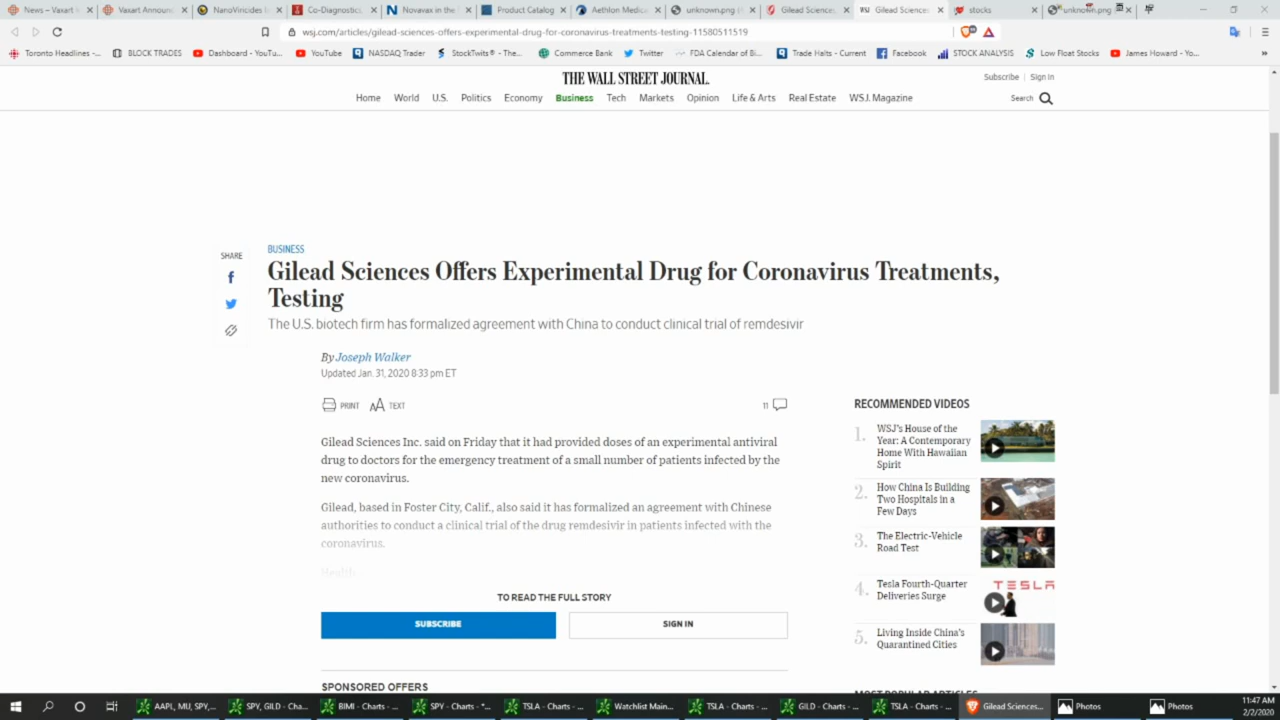 News – Vaxart I
Vaxart Announc
NanoViricides
Co-Diagnostics,
Novavax in the
Product Catalog
Aethlon Medica
unknown.png
Gilead Sciences
WSJ Gilead Sciences
stocks
unknown.png
wsj.com/articles/gilead-sciences-offers-experimental-drug-for-coronavirus-treatments-testing-11580511519
Toronto Headlines -...
BLOCK TRADES
Dashboard - YouTu...
YouTube
NASDAQ Trader
StockTwits® - The...
Commerce Bank
Twitter
FDA Calendar of Bi...
Trade Halts - Current
Facebook
STOCK ANALYSIS
Low Float Stocks
James Howard - Yo...
»
THE WALL STREET JOURNAL.
Subscribe | Sign In
Home World U.S. Politics Economy Business Tech Markets Opinion Life & Arts Real Estate WSJ. Magazine
Search
BUSINESS
SHARE
Gilead Sciences Offers Experimental Drug for Coronavirus Treatments,
Testing
The U.S. biotech firm has formalized agreement with China to conduct clinical trial of remdesivir
By Joseph Walker
Updated Jan. 31, 2020 8:33 pm ET
PRINT
AA TEXT
11
Gilead Sciences Inc. said on Friday that it had provided doses of an experimental antiviral
drug to doctors for the emergency treatment of a small number of patients infected by the
new coronavirus.
Gilead, based in Foster City, Calif., also said it has formalized an agreement with Chinese
authorities to conduct a clinical trial of the drug remdesivir in patients infected with the
coronavirus.
Health
TO READ THE FULL STORY
SUBSCRIBE
SIGN IN
SPONSORED OFFERS
RECOMMENDED VIDEOS
1. WSJ's House of the
Year: A Contemporary
Home With Hawaiian
Spirit
2. How China Is Building
Two Hospitals in a
Few Days
3. The Electric-Vehicle
Road Test
4. Tesla Fourth-Quarter
Deliveries Surge
TESLA
5. Living Inside China's
Quarantined Cities
MOST POPULAR ARTICLES
AAPL, MU, SPY,...
SPY, GILD - Cha...
BIMI - Charts - ...
SPY - Charts - "...
TSLA - Charts - ...
Watchlist Main...
TSLA - Charts - ...
GILD - Charts - ...
TSLA - Charts - ...
Gilead Sciences...
Photos
Photos
11:47 AM
2/2/2020